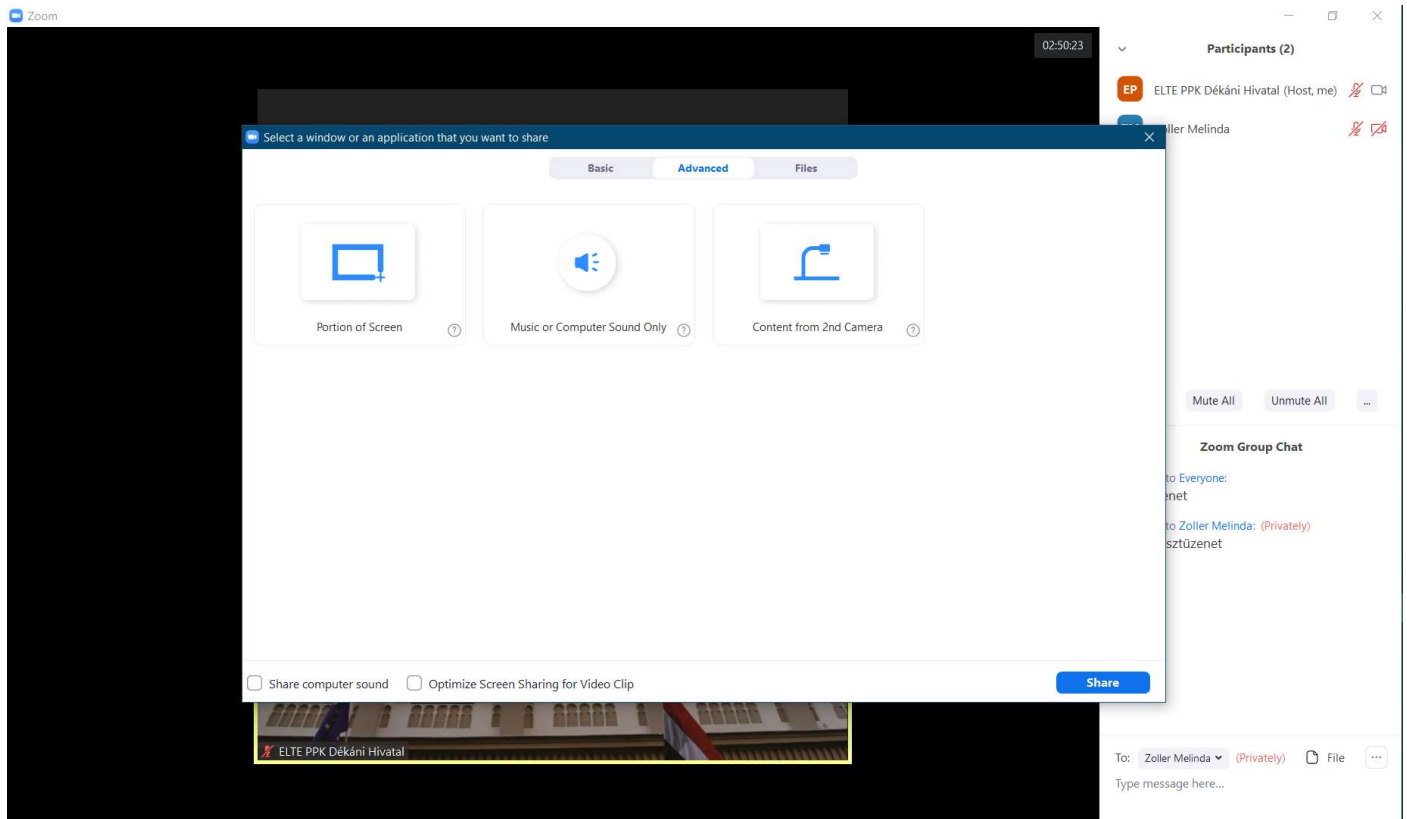 Zoom
02:50:23
Participants (2)
EP ELTE PPK Dékáni Hivatal (Host, me)
ller Melinda
Select a window or an application that you want to share
Basic Advanced Files
Portion of Screen ?
Music or Computer Sound Only ?
Content from 2nd Camera ?
Share computer sound Optimize Screen Sharing for Video Clip Share
ELTE PPK Dékáni Hivatal
Mute All Unmute All ...
Zoom Group Chat
to Everyone:
enet
to Zoller Melinda: (Privately)
sztüzenet
To: Zoller Melinda (Privately) File ...
Type message here...